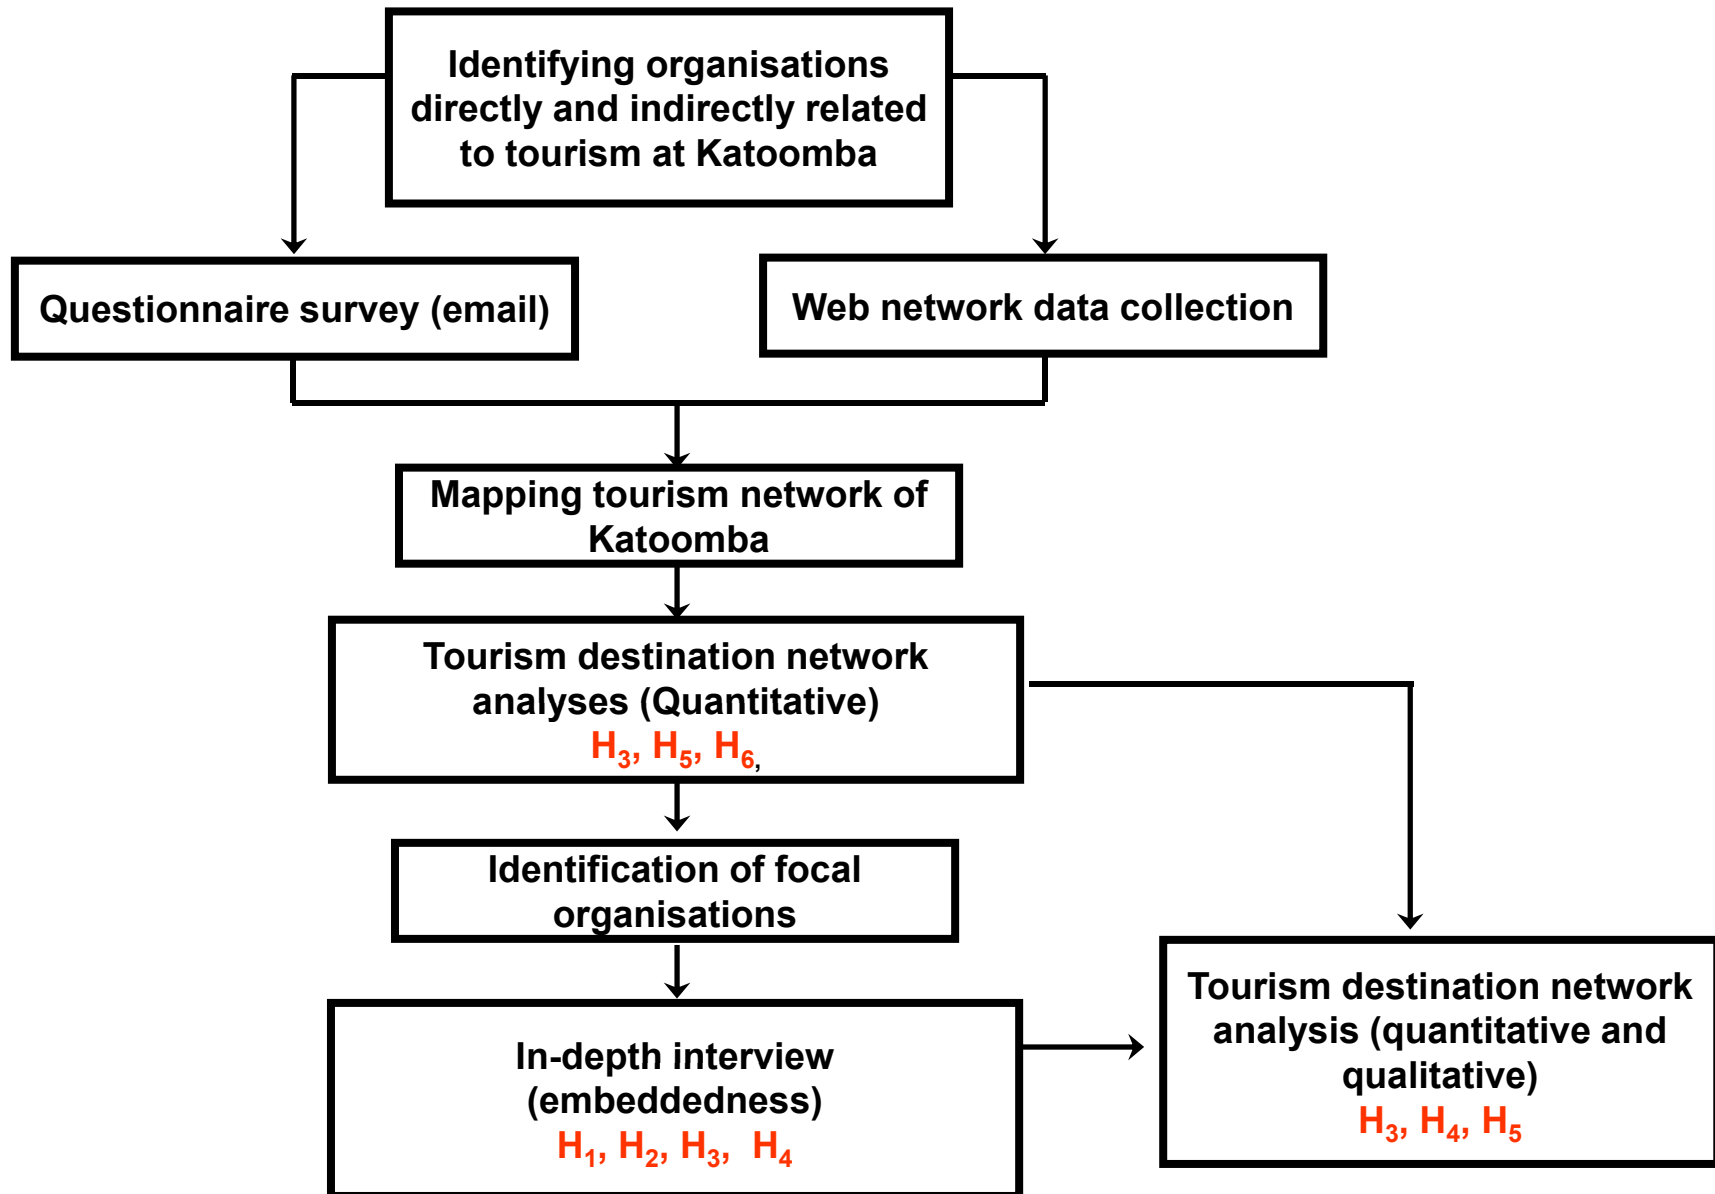 Identifying organisations
directly and indirectly related
to tourism at Katoomba
Questionnaire survey (email)
Web network data collection
Mapping tourism network of
Katoomba
Tourism destination network
analyses (Quantitative)
H₃, H₅, H₆,
Identification of focal
organisations
In-depth interview
(embeddedness)
H₁, H₂, H₃, H₄
Tourism destination network
analysis (quantitative and
qualitative)
H₃, H₄, H₅